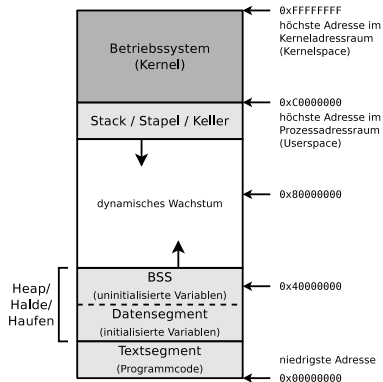 0xFFFFFFFF
höchste Adresse im
Kerneladressraum
(Kernelspace)
Betriebssystem
(Kernel)
0xC0000000
höchste Adresse im
Prozessadressraum
(Userspace)
Stack / Stapel / Keller
dynamisches Wachstum
0x80000000
Heap/
Halde/
Haufen
BSS
(uninitialisierte Variablen)
0x40000000
Datensegment
(initialisierte Variablen)
Textsegment
(Programmcode)
niedrigste Adresse
0x00000000